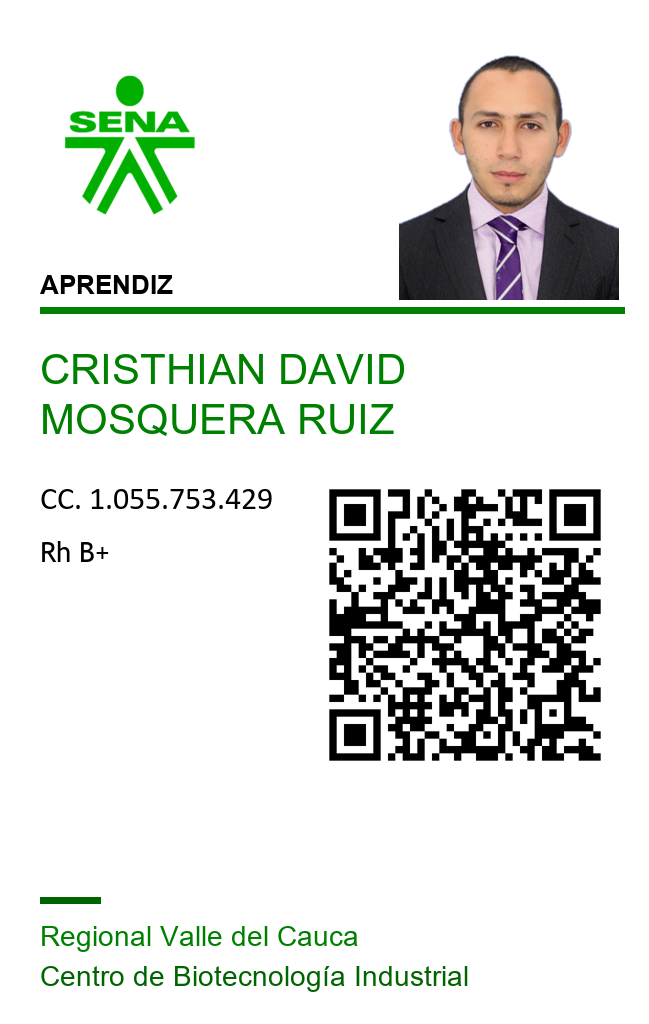 SENA
APRENDIZ
CRISTHIAN DAVID
MOSQUERA RUIZ
CC. 1.055.753.429
Rh B+
Regional Valle del Cauca
Centro de Biotecnología Industrial